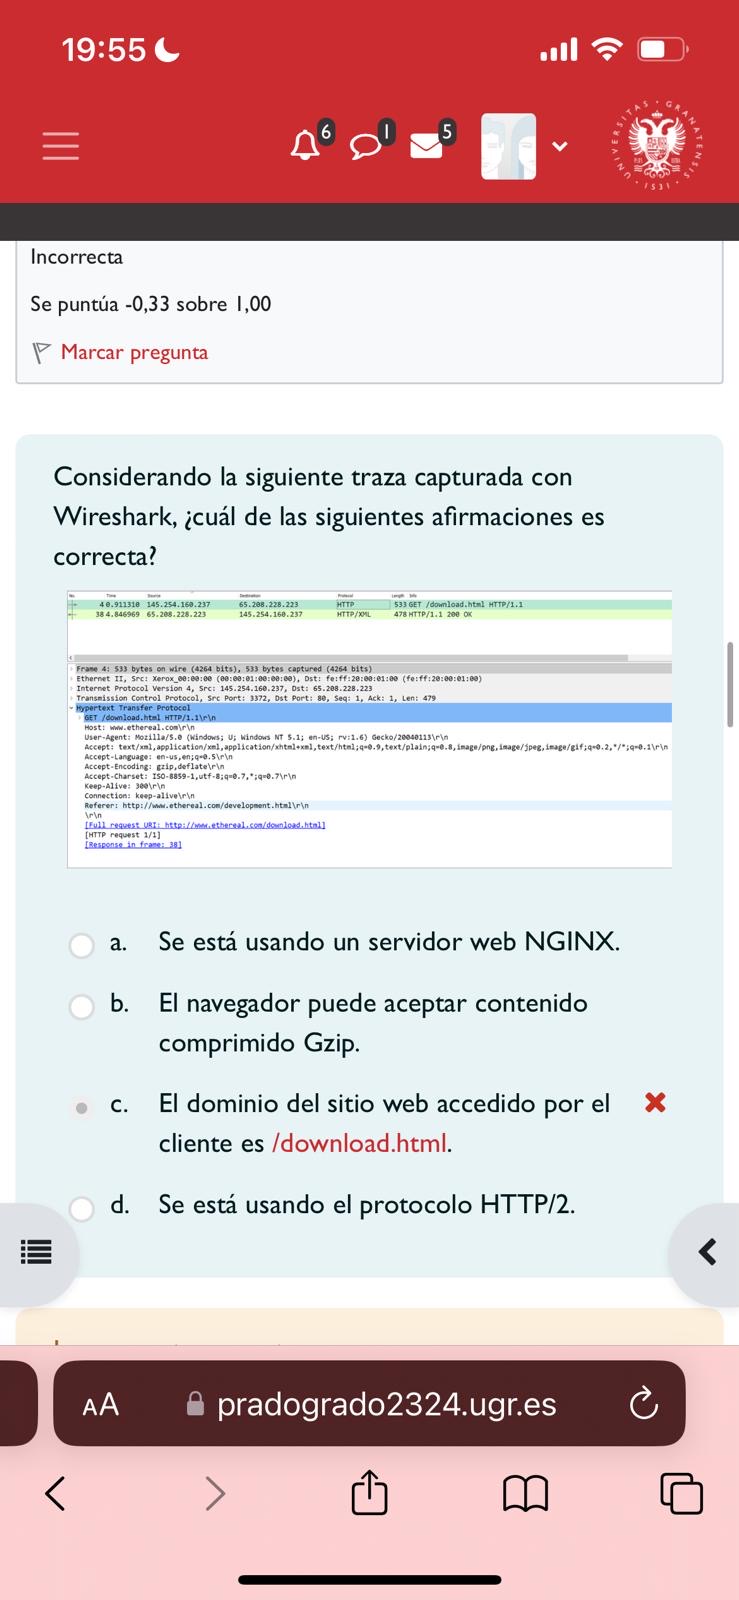 19:55
6
1
5
UNIVERSITAS · GRANATENSIS
· 1531 ·
Incorrecta
Se puntúa -0,33 sobre 1,00
Marcar pregunta
Considerando la siguiente traza capturada con
Wireshark, ¿cuál de las siguientes afirmaciones es
correcta?
No. Time Source Destination Protocol Length Info
4 0.911310 145.254.160.237 65.208.228.223 HTTP 533 GET /download.html HTTP/1.1
38 4.846969 65.208.228.223 145.254.160.237 HTTP/XML 478 HTTP/1.1 200 OK
Frame 4: 533 bytes on wire (4264 bits), 533 bytes captured (4264 bits)
Ethernet II, Src: Xerox_00:00:00 (00:00:01:00:00:00), Dst: fe:ff:20:00:01:00 (fe:ff:20:00:01:00)
Internet Protocol Version 4, Src: 145.254.160.237, Dst: 65.208.228.223
Transmission Control Protocol, Src Port: 3372, Dst Port: 80, Seq: 1, Ack: 1, Len: 479
Hypertext Transfer Protocol
GET /download.html HTTP/1.1\r\n
Host: www.ethereal.com\r\n
User-Agent: Mozilla/5.0 (Windows; U; Windows NT 5.1; en-US; rv:1.6) Gecko/20040113\r\n
Accept: text/xml,application/xml,application/xhtml+xml,text/html;q=0.9,text/plain;q=0.8,image/png,image/jpeg,image/gif;q=0.2,*/*;q=0.1\r\n
Accept-Language: en-us,en;q=0.5\r\n
Accept-Encoding: gzip,deflate\r\n
Accept-Charset: ISO-8859-1,utf-8;q=0.7,*;q=0.7\r\n
Keep-Alive: 300\r\n
Connection: keep-alive\r\n
Referer: http://www.ethereal.com/development.html\r\n
\r\n
[Full request URI: http://www.ethereal.com/download.html]
[HTTP request 1/1]
[Response in frame: 38]
a. Se está usando un servidor web NGINX.
b. El navegador puede aceptar contenido
comprimido Gzip.
c. El dominio del sitio web accedido por el
cliente es /download.html.
d. Se está usando el protocolo HTTP/2.
AA pradogrado2324.ugr.es